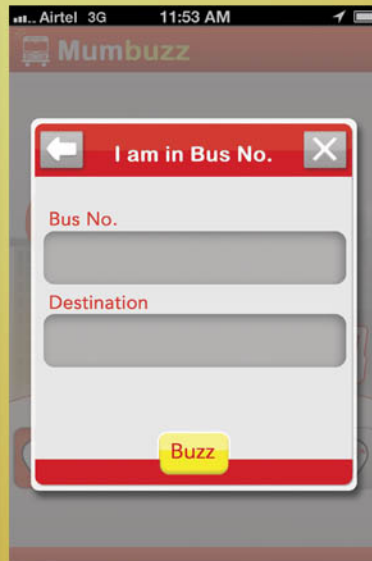 Airtel 3G 11:53 AM
Mumbuzz
I am in Bus No.
Bus No.
Destination
Buzz